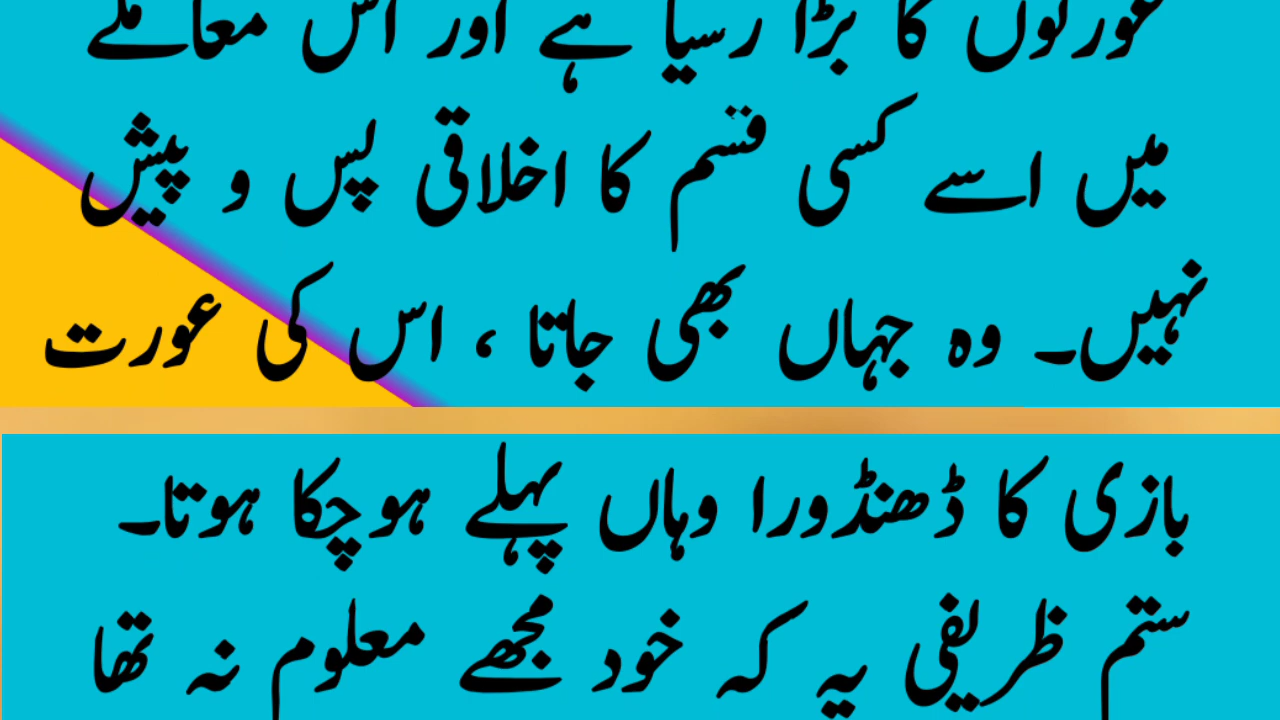 عورتوں کا بڑا رسیا ہے اور اس معاملے
میں اسے کسی قسم کا اخلاقی پس و پیش
نہیں۔ وہ جہاں بھی جاتا ، اس کی عورت
بازی کا ڈھنڈورا وہاں پہلے ہو چکا ہوتا۔
ستم ظریفی یہ کہ خود مجھے معلوم نہ تھا